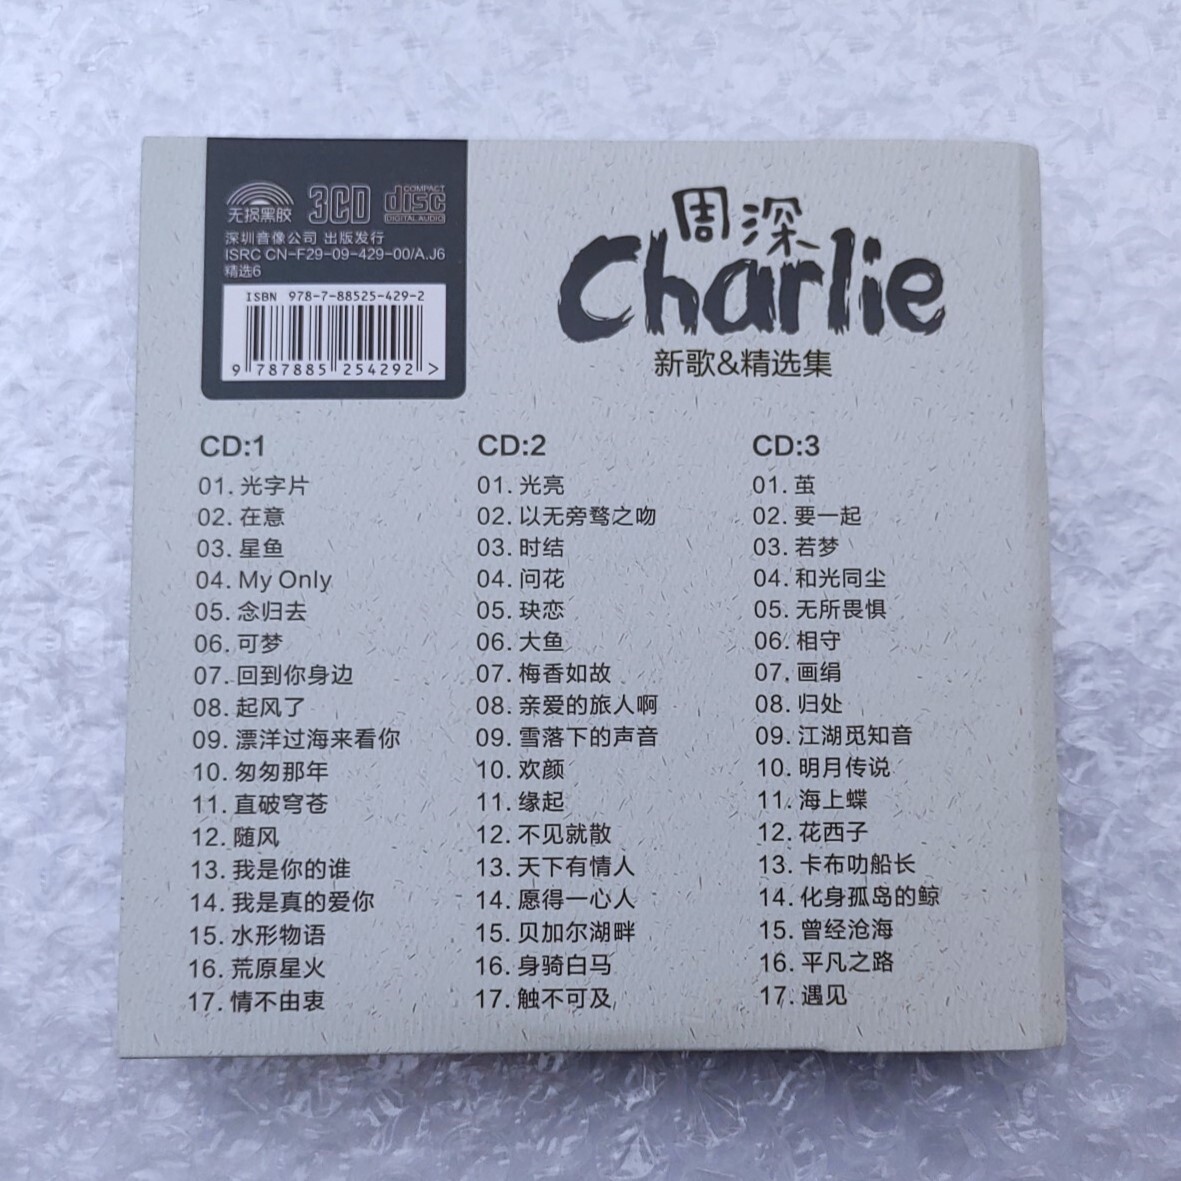 无损黑胶
3CD
COMPACT
disc
DIGITAL AUDIO
深圳音像公司 出版发行
ISRC CN-F29-09-429-00/A.J6
精选6
ISBN 978-7-88525-429-2
9 787885 254292 >
周深
Charlie
新歌&精选集
CD:1
01. 光字片
02. 在意
03. 星鱼
04. My Only
05. 念归去
06. 可梦
07. 回到你身边
08. 起风了
09. 漂洋过海来看你
10. 匆匆那年
11. 直破穹苍
12. 随风
13. 我是你的谁
14. 我是真的爱你
15. 水形物语
16. 荒原星火
17. 情不由衷
CD:2
01. 光亮
02. 以无旁骛之吻
03. 时结
04. 问花
05. 玦恋
06. 大鱼
07. 梅香如故
08. 亲爱的旅人啊
09. 雪落下的声音
10. 欢颜
11. 缘起
12. 不见就散
13. 天下有情人
14. 愿得一心人
15. 贝加尔湖畔
16. 身骑白马
17. 触不可及
CD:3
01. 茧
02. 要一起
03. 若梦
04. 和光同尘
05. 无所畏惧
06. 相守
07. 画绢
08. 归处
09. 江湖觅知音
10. 明月传说
11. 海上蝶
12. 花西子
13. 卡布叻船长
14. 化身孤岛的鲸
15. 曾经沧海
16. 平凡之路
17. 遇见